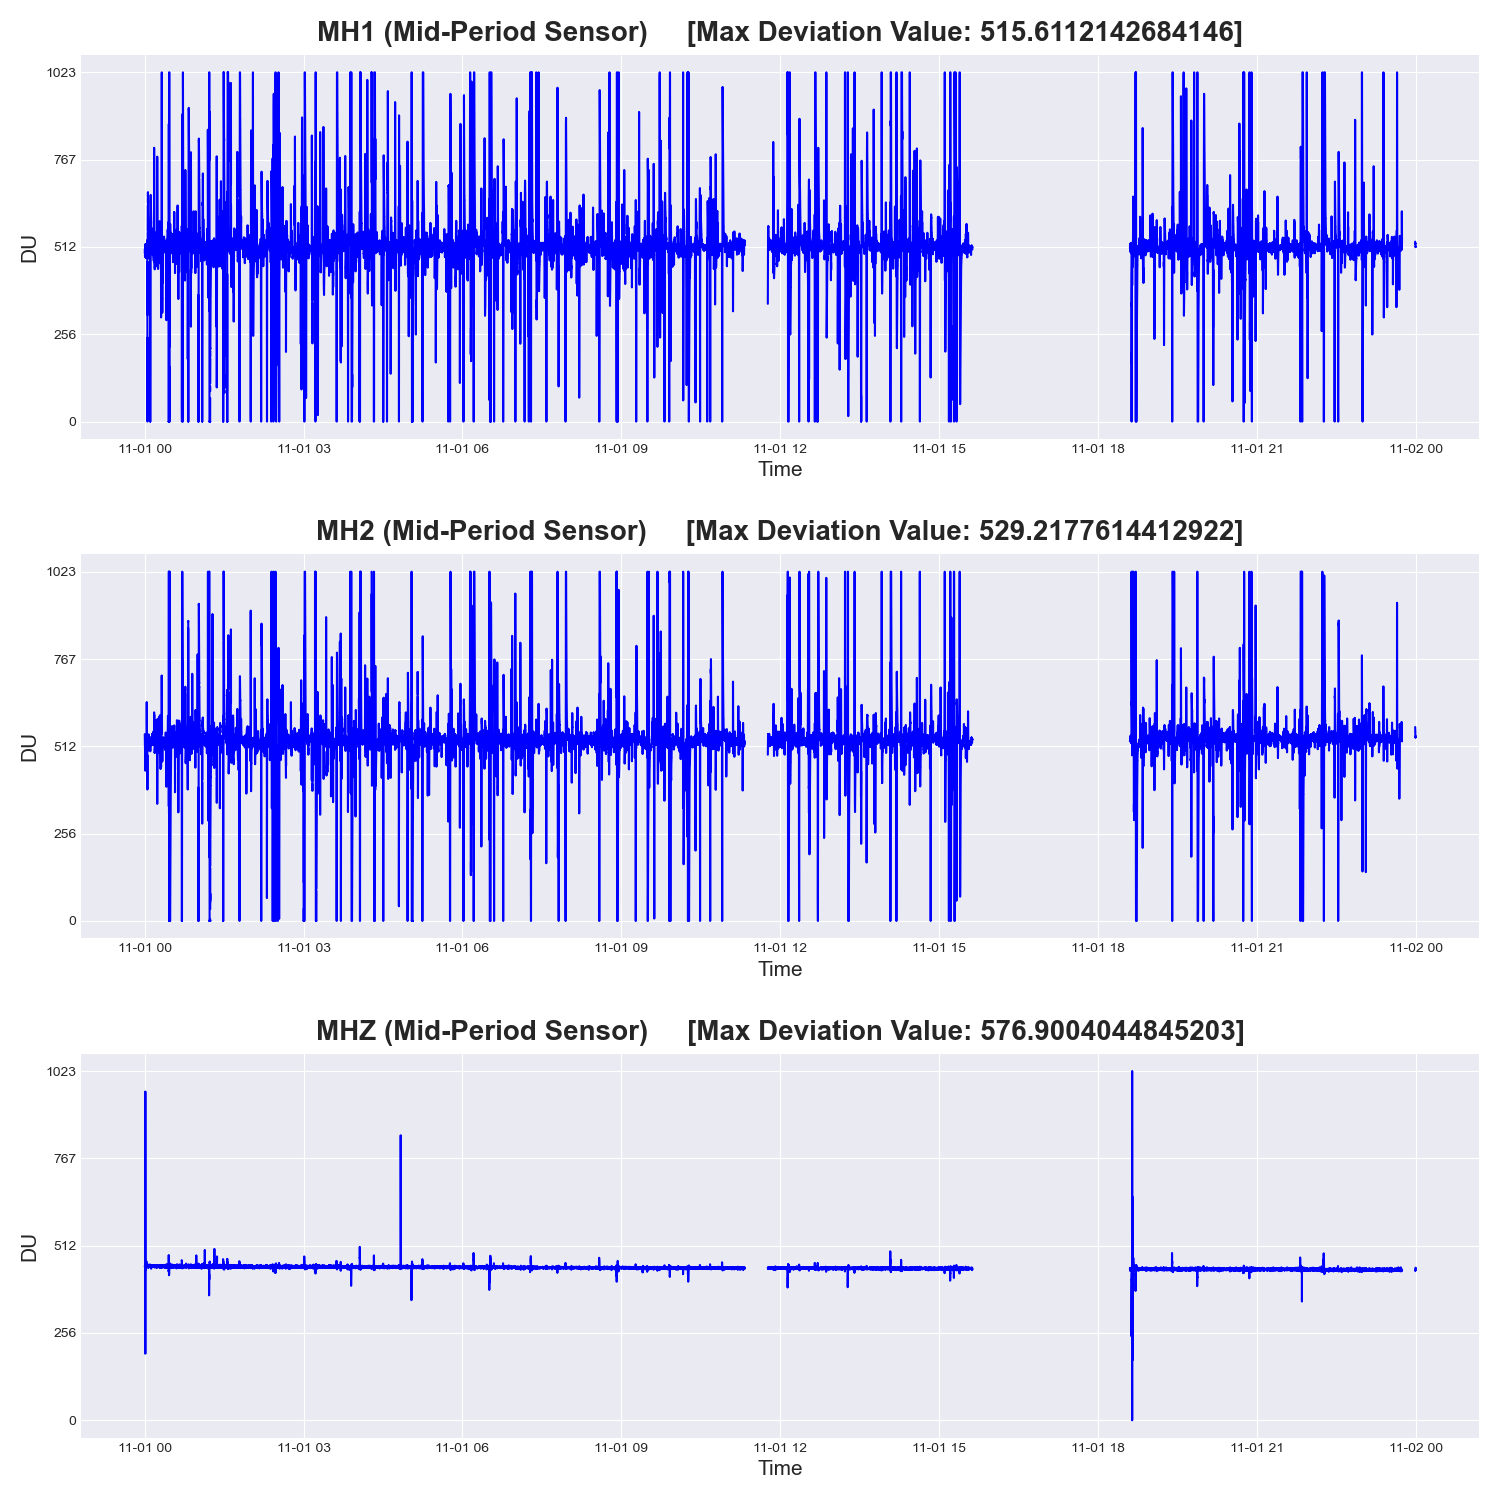 MH1 (Mid-Period Sensor) [Max Deviation Value: 515.6112142684146]
1023
767
512
256
0
DU
11-01 00 11-01 03 11-01 06 11-01 09 11-01 12 11-01 15 11-01 18 11-01 21 11-02 00
Time
MH2 (Mid-Period Sensor) [Max Deviation Value: 529.2177614412922]
1023
767
512
256
0
DU
11-01 00 11-01 03 11-01 06 11-01 09 11-01 12 11-01 15 11-01 18 11-01 21 11-02 00
Time
MHZ (Mid-Period Sensor) [Max Deviation Value: 576.9004044845203]
1023
767
512
256
0
DU
11-01 00 11-01 03 11-01 06 11-01 09 11-01 12 11-01 15 11-01 18 11-01 21 11-02 00
Time